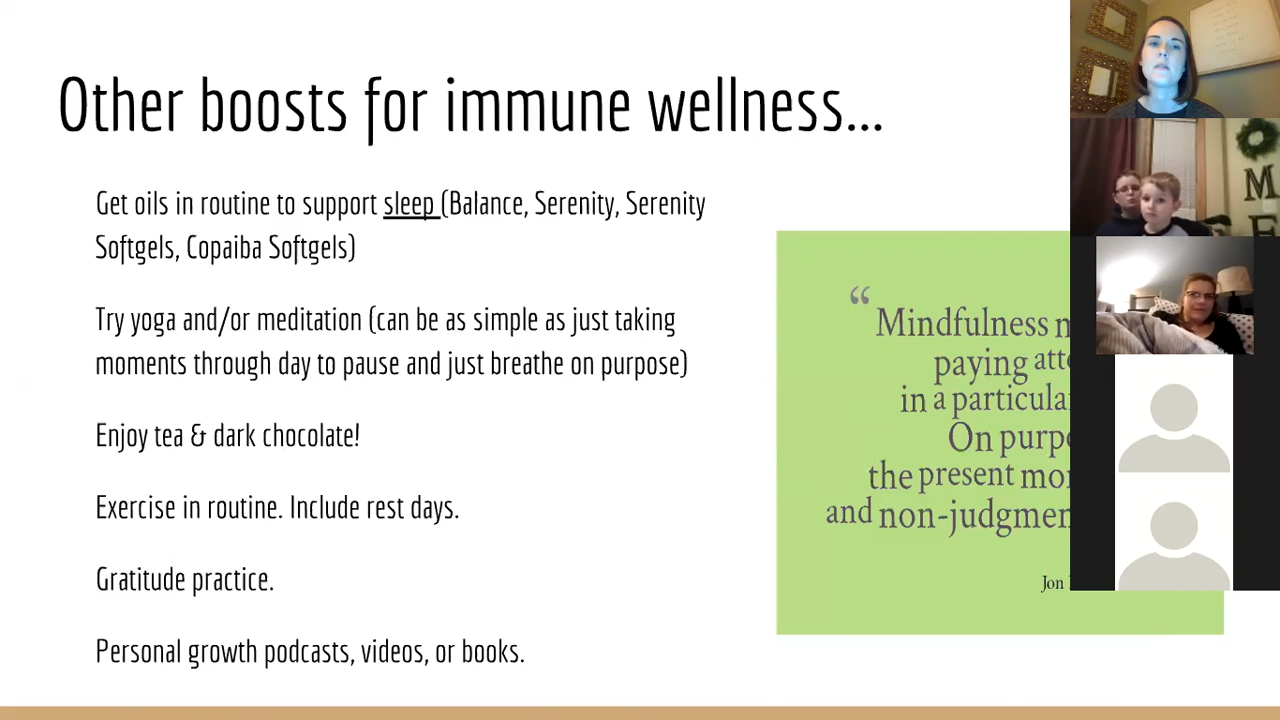 Other boosts for immune wellness...
Get oils in routine to support sleep (Balance, Serenity, Serenity
Softgels, Copaiba Softgels)
Try yoga and/or meditation (can be as simple as just taking
moments through day to pause and just breathe on purpose)
Enjoy tea & dark chocolate!
Exercise in routine. Include rest days.
Gratitude practice.
Personal growth podcasts, videos, or books.
“
Mindfulness
paying
in a
On
the present
and
Jon
M